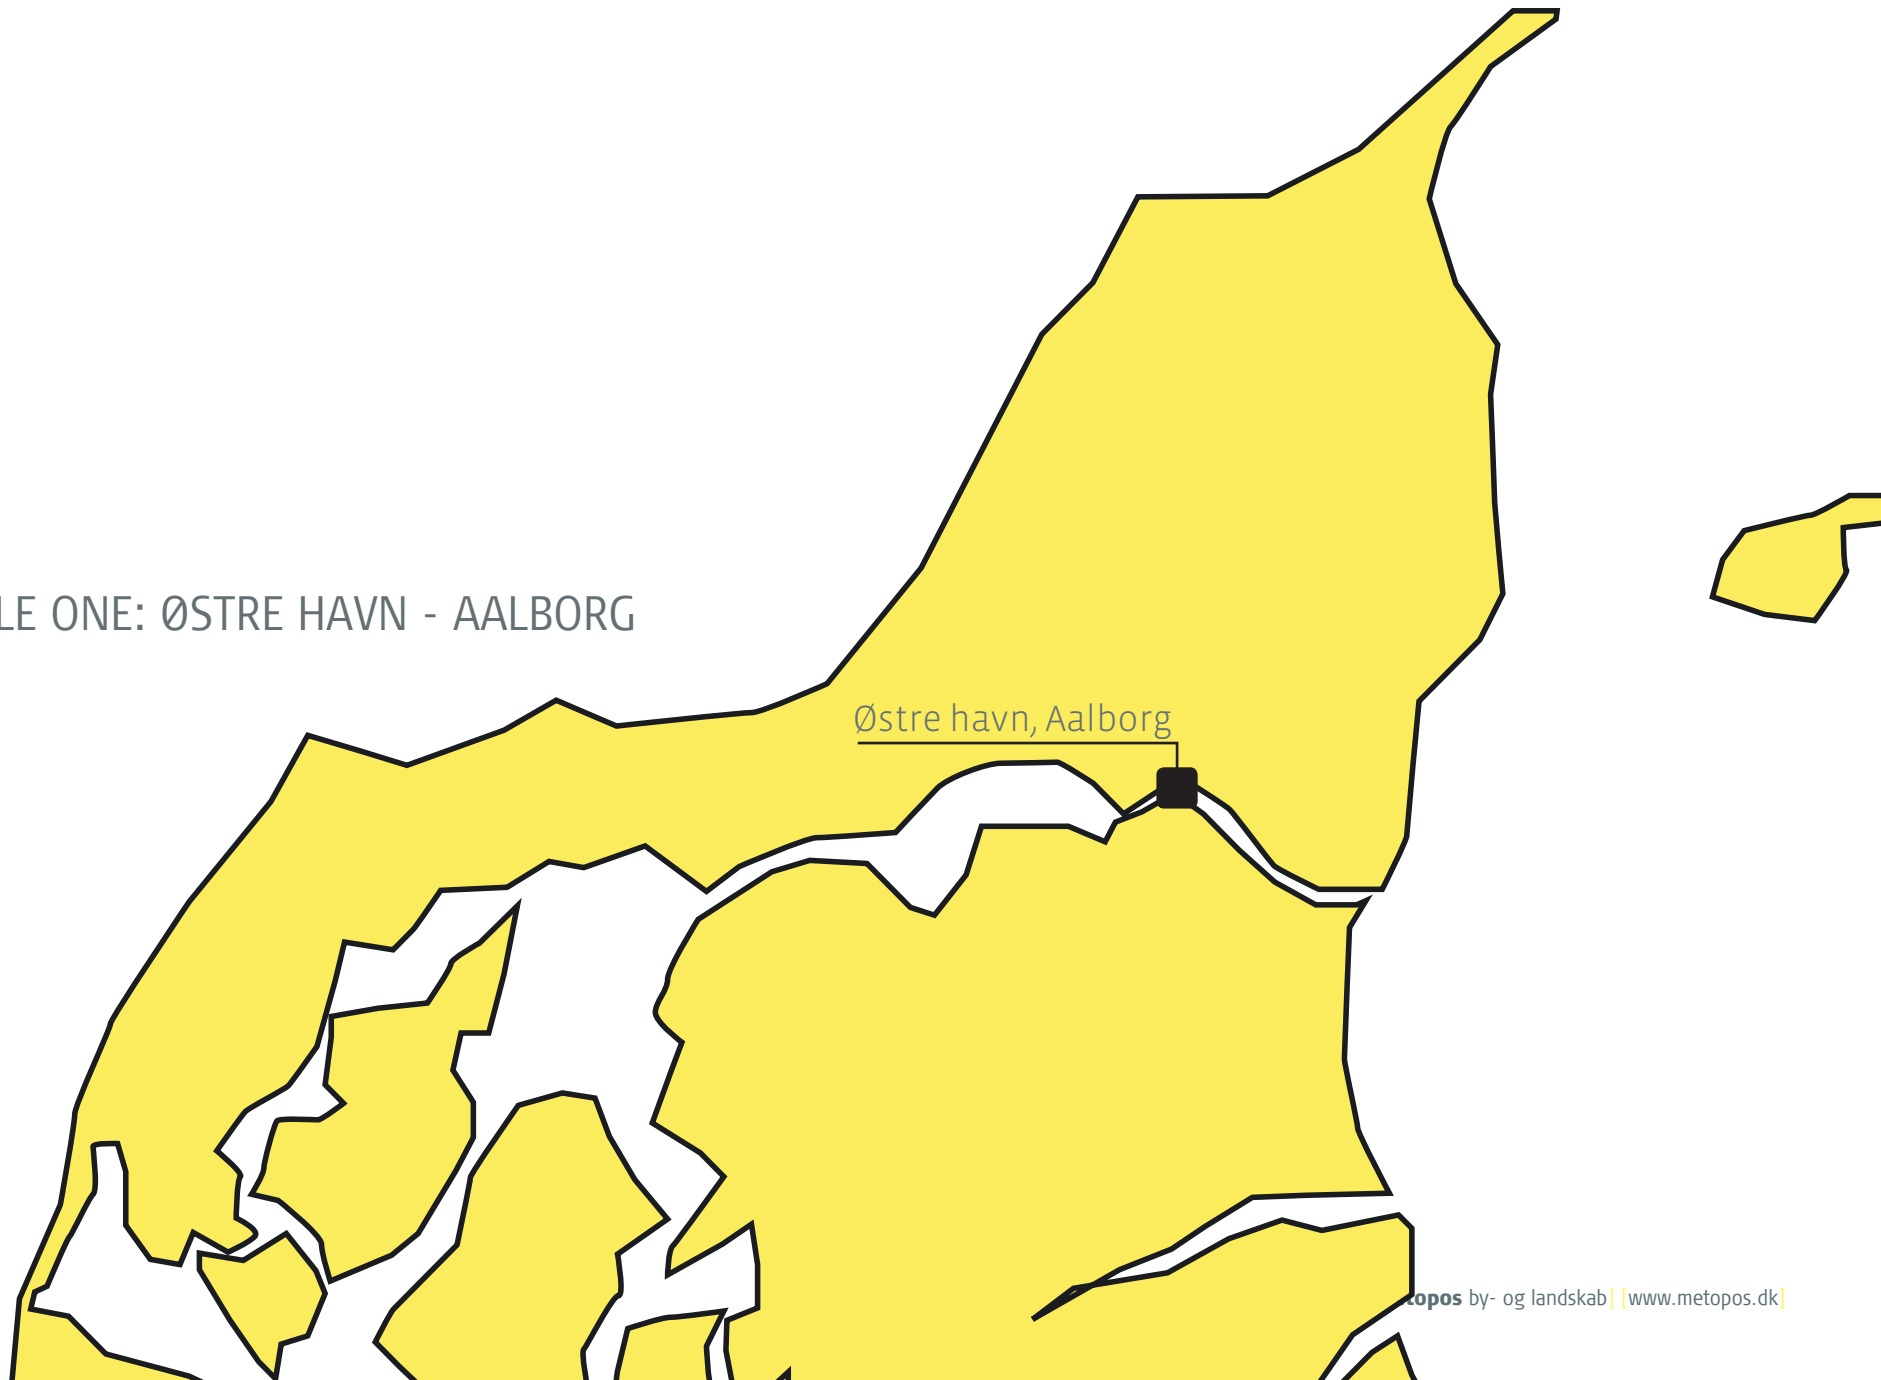 LE ONE: ØSTRE HAVN - AALBORG
Østre havn, Aalborg
topos by- og landskab] [www.metopos.dk]